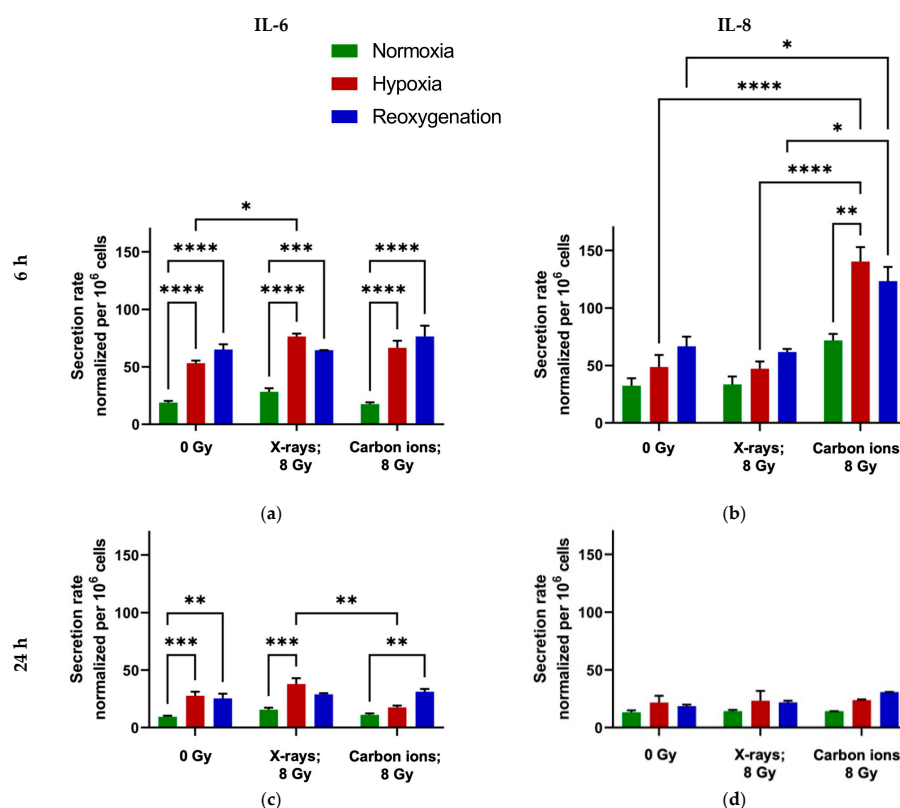 IL-6
IL-8
Normoxia
Hypoxia
Reoxygenation
6 h
Secretion rate
normalized per 10⁶ cells
150
100
50
0
*
**** *** ****
**** **** ****
0 Gy
X-rays;
8 Gy
Carbon ions;
8 Gy
(a)
Secretion rate
normalized per 10⁶ cells
150
100
50
0
*
****
*
****
**
0 Gy
X-rays;
8 Gy
Carbon ions
8 Gy
(b)
24 h
Secretion rate
normalized per 10⁶ cells
150
100
50
0
** **
*** *** **
0 Gy
X-rays;
8 Gy
Carbon ions;
8 Gy
(c)
Secretion rate
normalized per 10⁶ cells
150
100
50
0
0 Gy
X-rays;
8 Gy
Carbon ions;
8 Gy
(d)